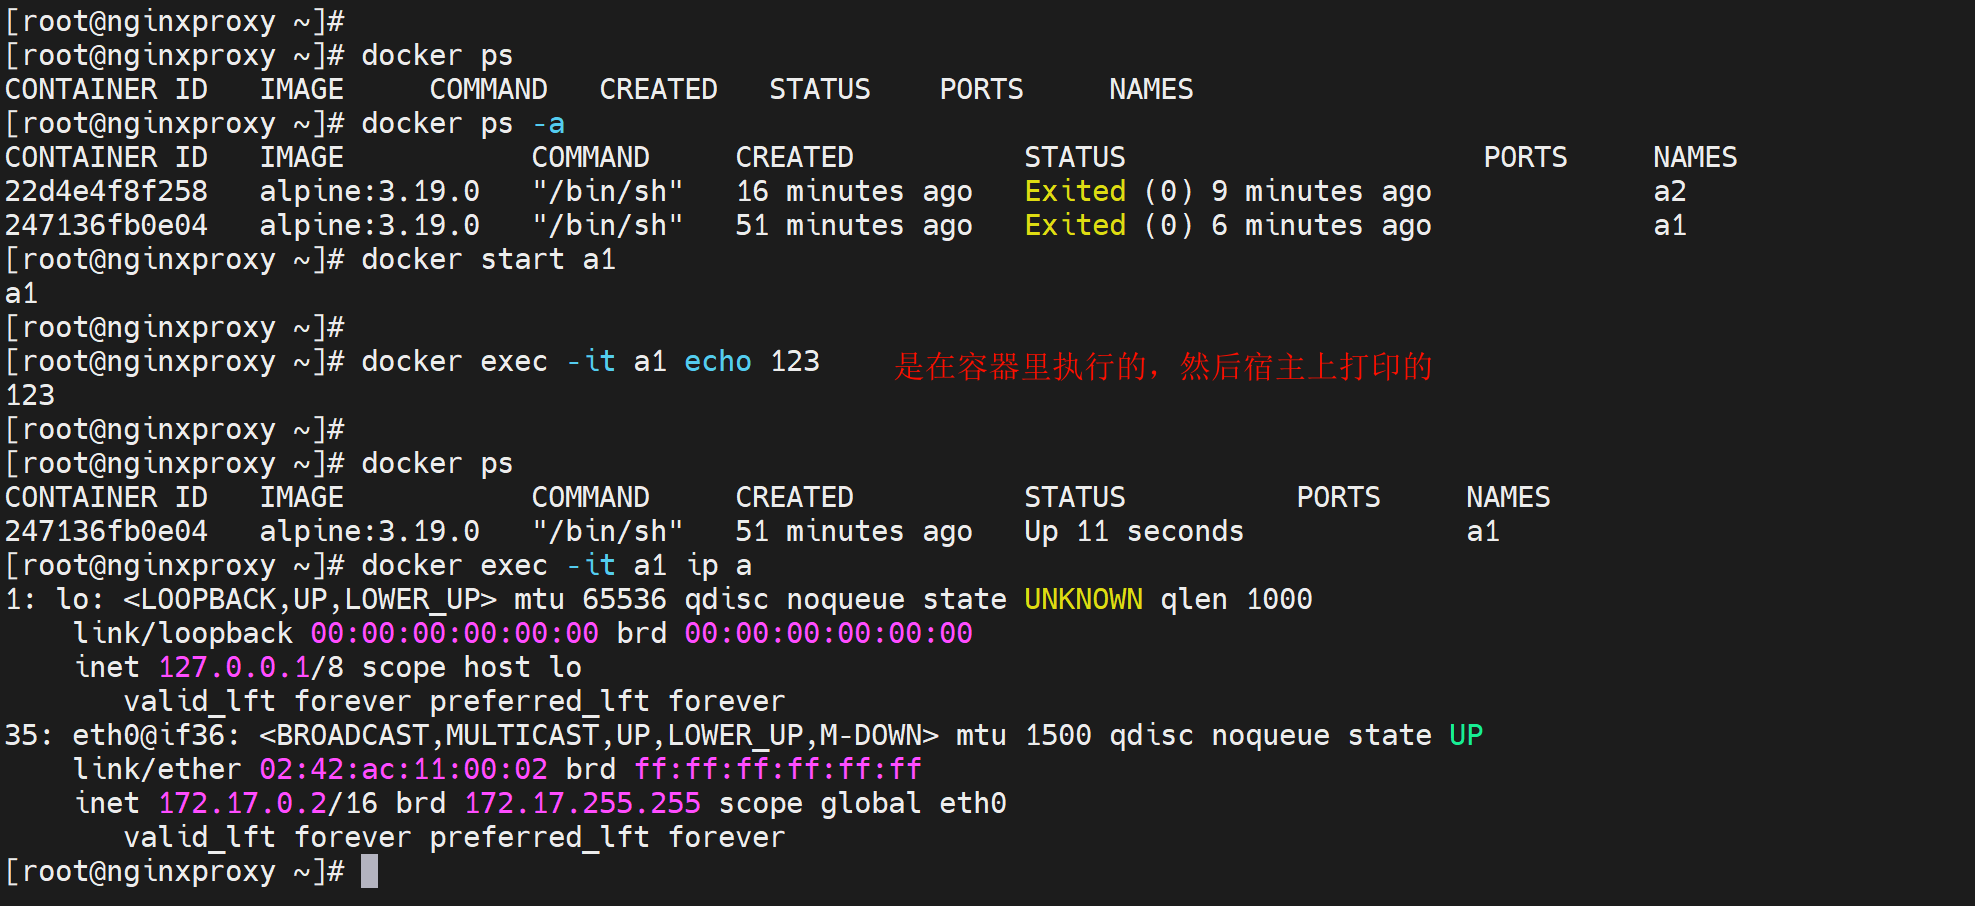 [root@nginxproxy ~]#
[root@nginxproxy ~]# docker ps
CONTAINER ID   IMAGE     COMMAND   CREATED   STATUS    PORTS     NAMES
[root@nginxproxy ~]# docker ps -a
CONTAINER ID   IMAGE           COMMAND     CREATED          STATUS                     PORTS     NAMES
22d4e4f8f258   alpine:3.19.0   "/bin/sh"   16 minutes ago   Exited (0) 9 minutes ago             a2
247136fb0e04   alpine:3.19.0   "/bin/sh"   51 minutes ago   Exited (0) 6 minutes ago             a1
[root@nginxproxy ~]# docker start a1
a1
[root@nginxproxy ~]#
[root@nginxproxy ~]# docker exec -it a1 echo 123    是在容器里执行的，然后宿主上打印的
123
[root@nginxproxy ~]#
[root@nginxproxy ~]# docker ps
CONTAINER ID   IMAGE           COMMAND     CREATED          STATUS          PORTS     NAMES
247136fb0e04   alpine:3.19.0   "/bin/sh"   51 minutes ago   Up 11 seconds             a1
[root@nginxproxy ~]# docker exec -it a1 ip a
1: lo: <LOOPBACK,UP,LOWER_UP> mtu 65536 qdisc noqueue state UNKNOWN qlen 1000
    link/loopback 00:00:00:00:00:00 brd 00:00:00:00:00:00
    inet 127.0.0.1/8 scope host lo
       valid_lft forever preferred_lft forever
35: eth0@if36: <BROADCAST,MULTICAST,UP,LOWER_UP,M-DOWN> mtu 1500 qdisc noqueue state UP
    link/ether 02:42:ac:11:00:02 brd ff:ff:ff:ff:ff:ff
    inet 172.17.0.2/16 brd 172.17.255.255 scope global eth0
       valid_lft forever preferred_lft forever
[root@nginxproxy ~]#